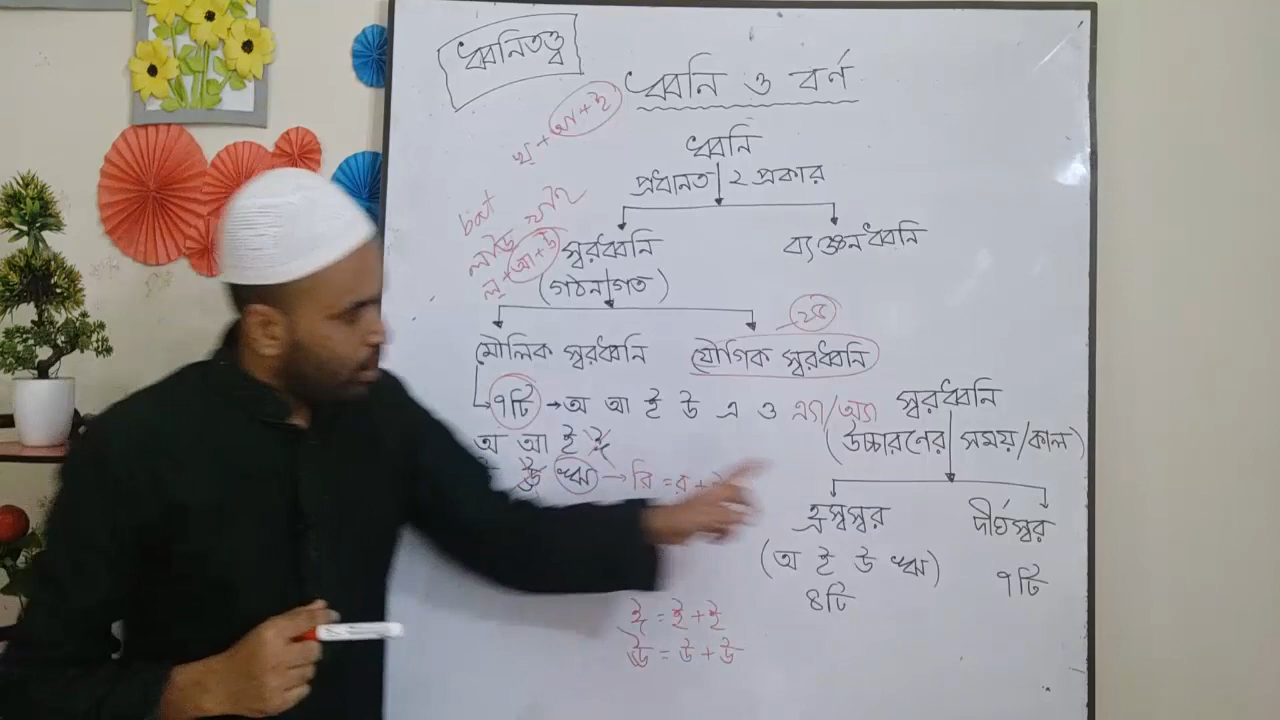 ধ্বনিতত্ত্ব
ধ্বনি ও বর্ণ
খ্ + আ + ই
ধ্বনি
প্রধানত ২ প্রকার
bat
লাউ
ল্ + আ + উ
স্বরধ্বনি
ব্যঞ্জনধ্বনি
(গঠনগত)
২৫
মৌলিক স্বরধ্বনি
যৌগিক স্বরধ্বনি
৭টি → অ আ ই উ এ ও এ্যা/অ্যা
স্বরধ্বনি
অ আ ই ঈ
(উচ্চারণের সময়/কাল)
ঊ ঋ → রি = র +
হ্রস্বস্বর
দীর্ঘস্বর
(অ ই উ ঋ)
৪টি
৭টি
ঈ = ই + ই
ঊ = উ + উ